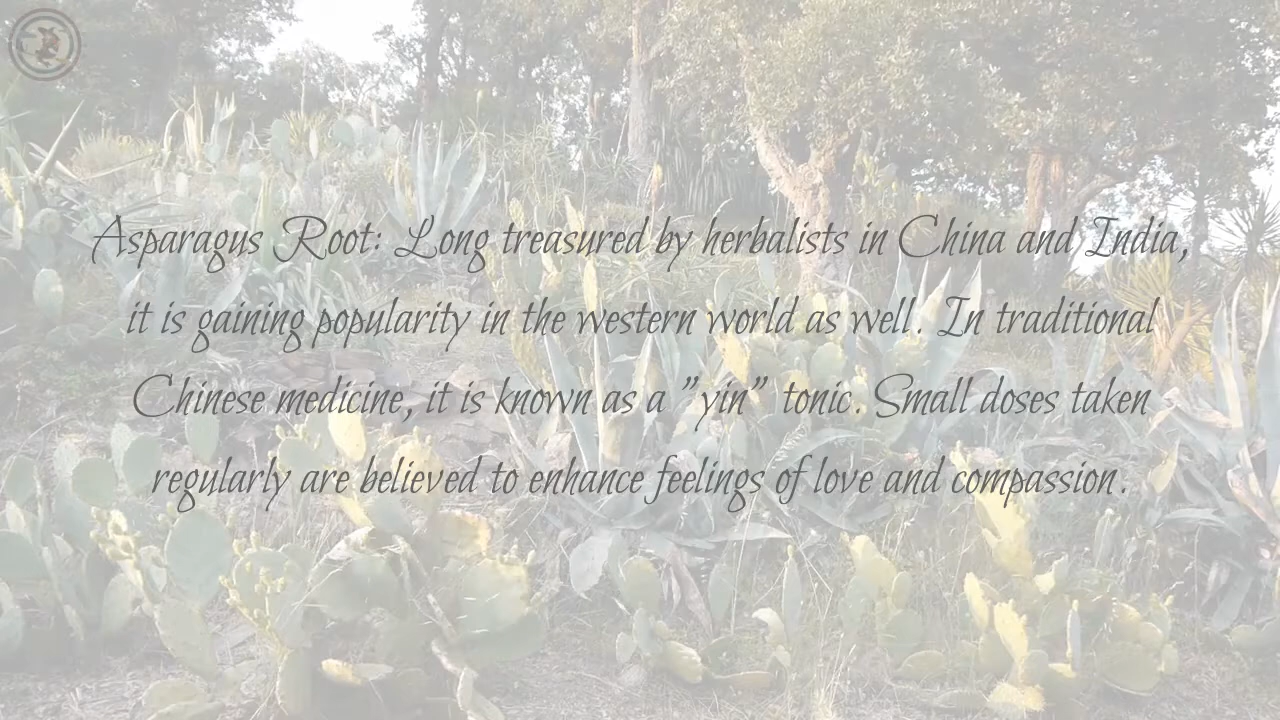 Asparagus Root: Long treasured by herbalists in China and India,
it is gaining popularity in the western world as well. In traditional
Chinese medicine, it is known as a "yin" tonic. Small doses taken
regularly are believed to enhance feelings of love and compassion.